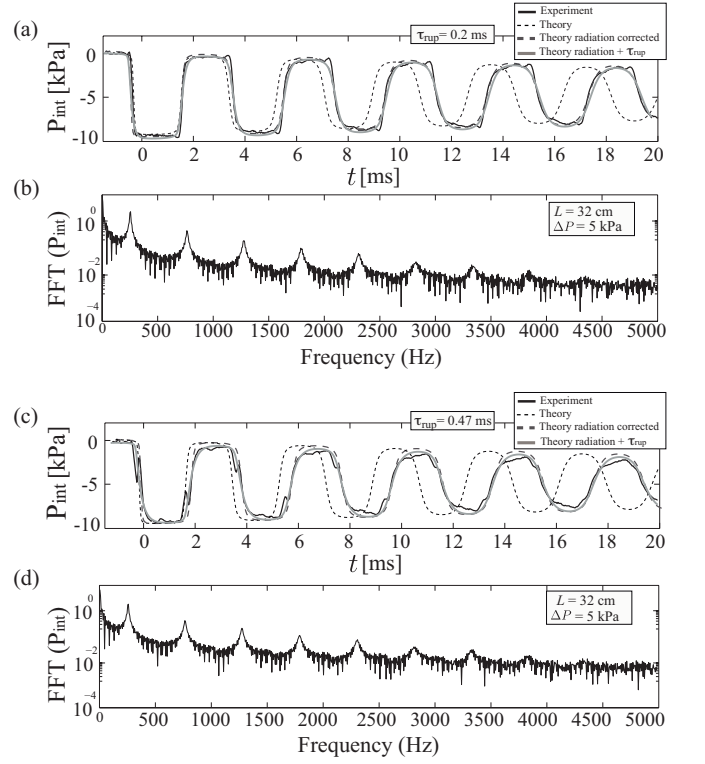 (a)
τrup= 0.2 ms
Experiment
Theory
Theory radiation corrected
Theory radiation + τrup
Pint [kPa]
0
-5
-10
0 2 4 6 8 10 12 14 16 18 20
t [ms]
(b)
FFT (Pint)
10 0
10 -2
10 -4
L = 32 cm
ΔP = 5 kPa
0 500 1000 1500 2000 2500 3000 3500 4000 4500 5000
Frequency (Hz)
(c)
τrup= 0.47 ms
Experiment
Theory
Theory radiation corrected
Theory radiation + τrup
Pint [kPa]
0
-5
-10
0 2 4 6 8 10 12 14 16 18 20
t [ms]
(d)
FFT (Pint)
10 0
10 -2
10 -4
L = 32 cm
ΔP = 5 kPa
0 500 1000 1500 2000 2500 3000 3500 4000 4500 5000
Frequency (Hz)